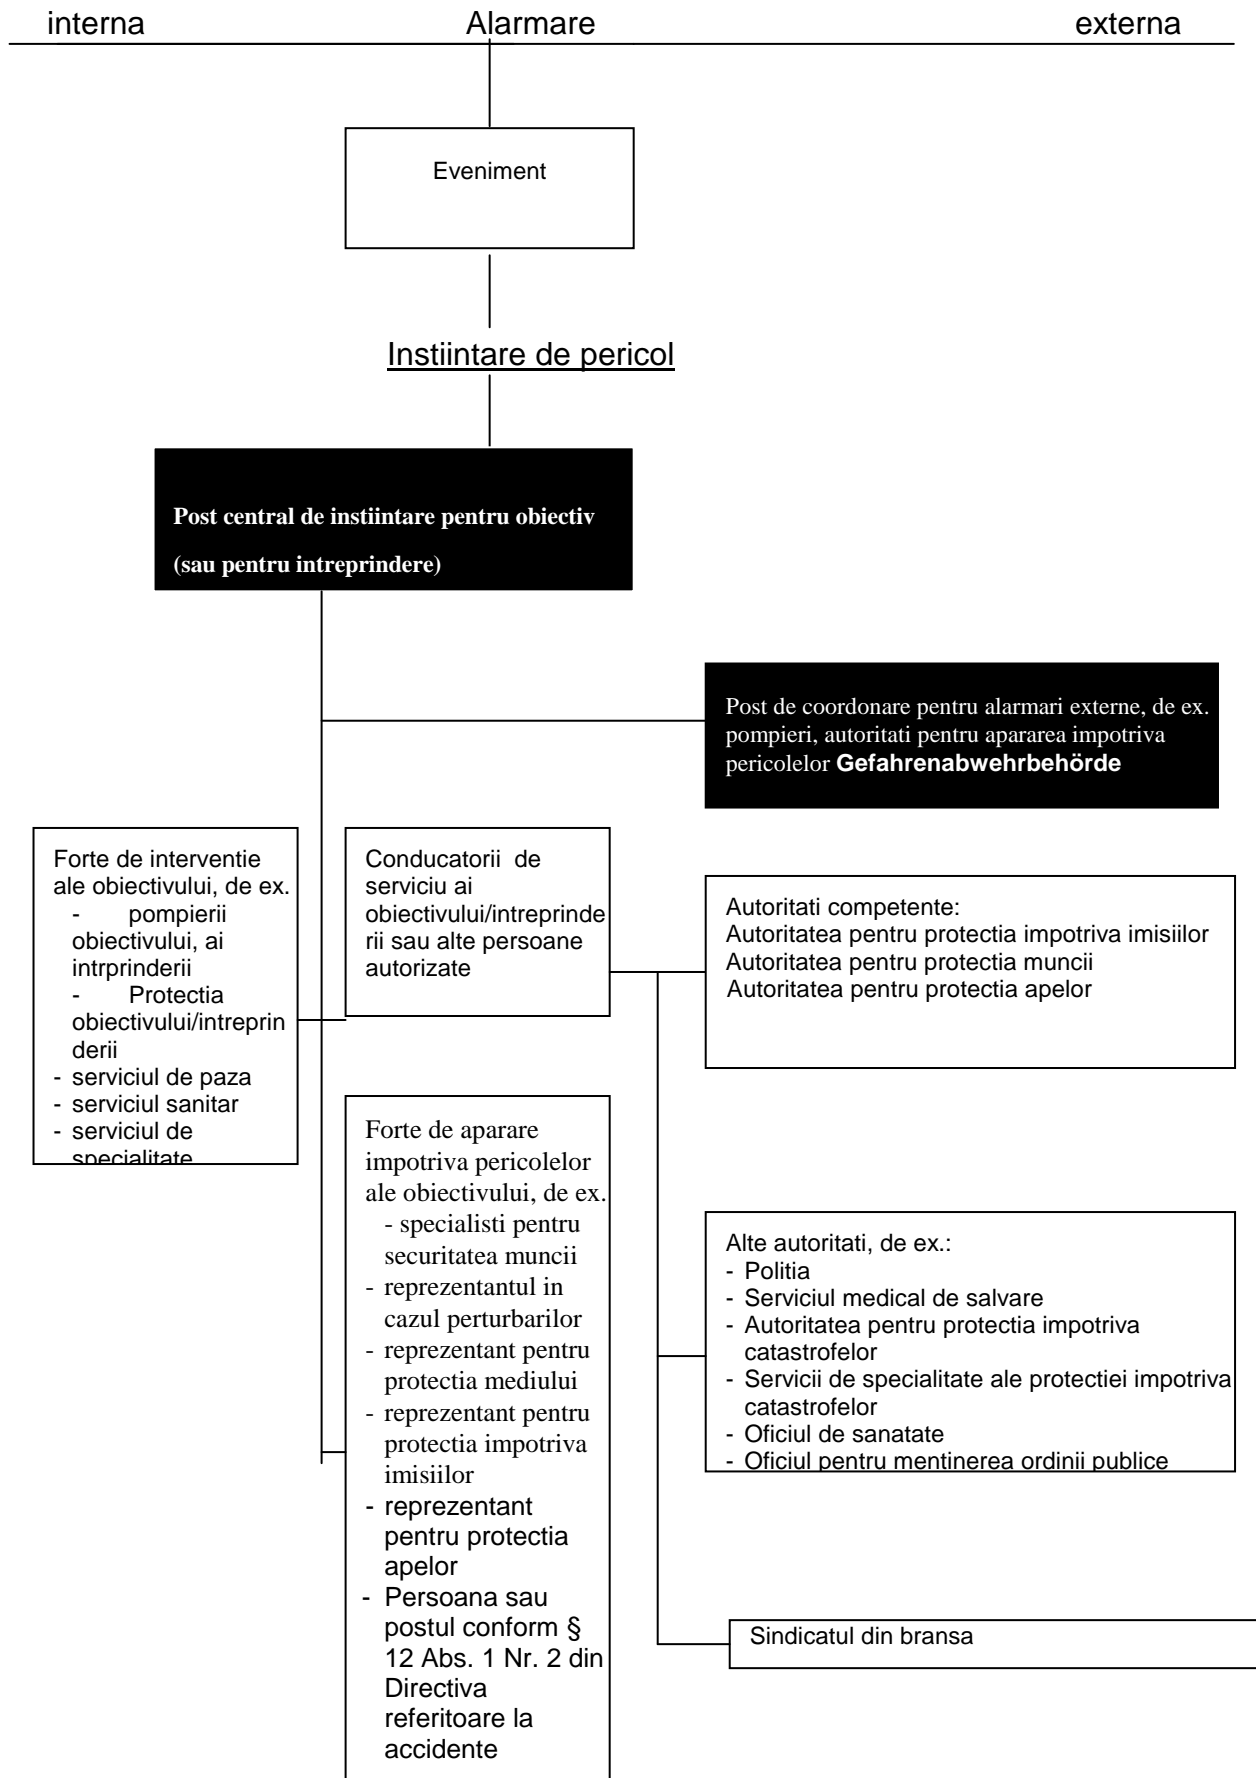 interna Alarmare externa
Eveniment
Instiintare de pericol
Post central de instiintare pentru obiectiv
(sau pentru intreprindere)
Post de coordonare pentru alarmari externe, de ex.
pompieri, autoritati pentru apararea impotriva
pericolelor Gefahrenabwehrbehörde
Forte de interventie
ale obiectivului, de ex.
- pompierii
obiectivului, ai
intrprinderii
- Protectia
obiectivului/intreprin
derii
- serviciul de paza
- serviciul sanitar
- serviciul de
specialitate
Conducatorii de
serviciu ai
obiectivului/intreprinde
rii sau alte persoane
autorizate
Autoritati competente:
Autoritatea pentru protectia impotriva imisiilor
Autoritatea pentru protectia muncii
Autoritatea pentru protectia apelor
Forte de aparare
impotriva pericolelor
ale obiectivului, de ex.
- specialisti pentru
securitatea muncii
- reprezentantul in
cazul perturbarilor
- reprezentant pentru
protectia mediului
- reprezentant pentru
protectia impotriva
imisiilor
- reprezentant
pentru protectia
apelor
- Persoana sau
postul conform §
12 Abs. 1 Nr. 2 din
Directiva
referitoare la
accidente
Alte autoritati, de ex.:
- Politia
- Serviciul medical de salvare
- Autoritatea pentru protectia impotriva
catastrofelor
- Servicii de specialitate ale protectiei impotriva
catastrofelor
- Oficiul de sanatate
- Oficiul pentru mentinerea ordinii publice
Sindicatul din bransa